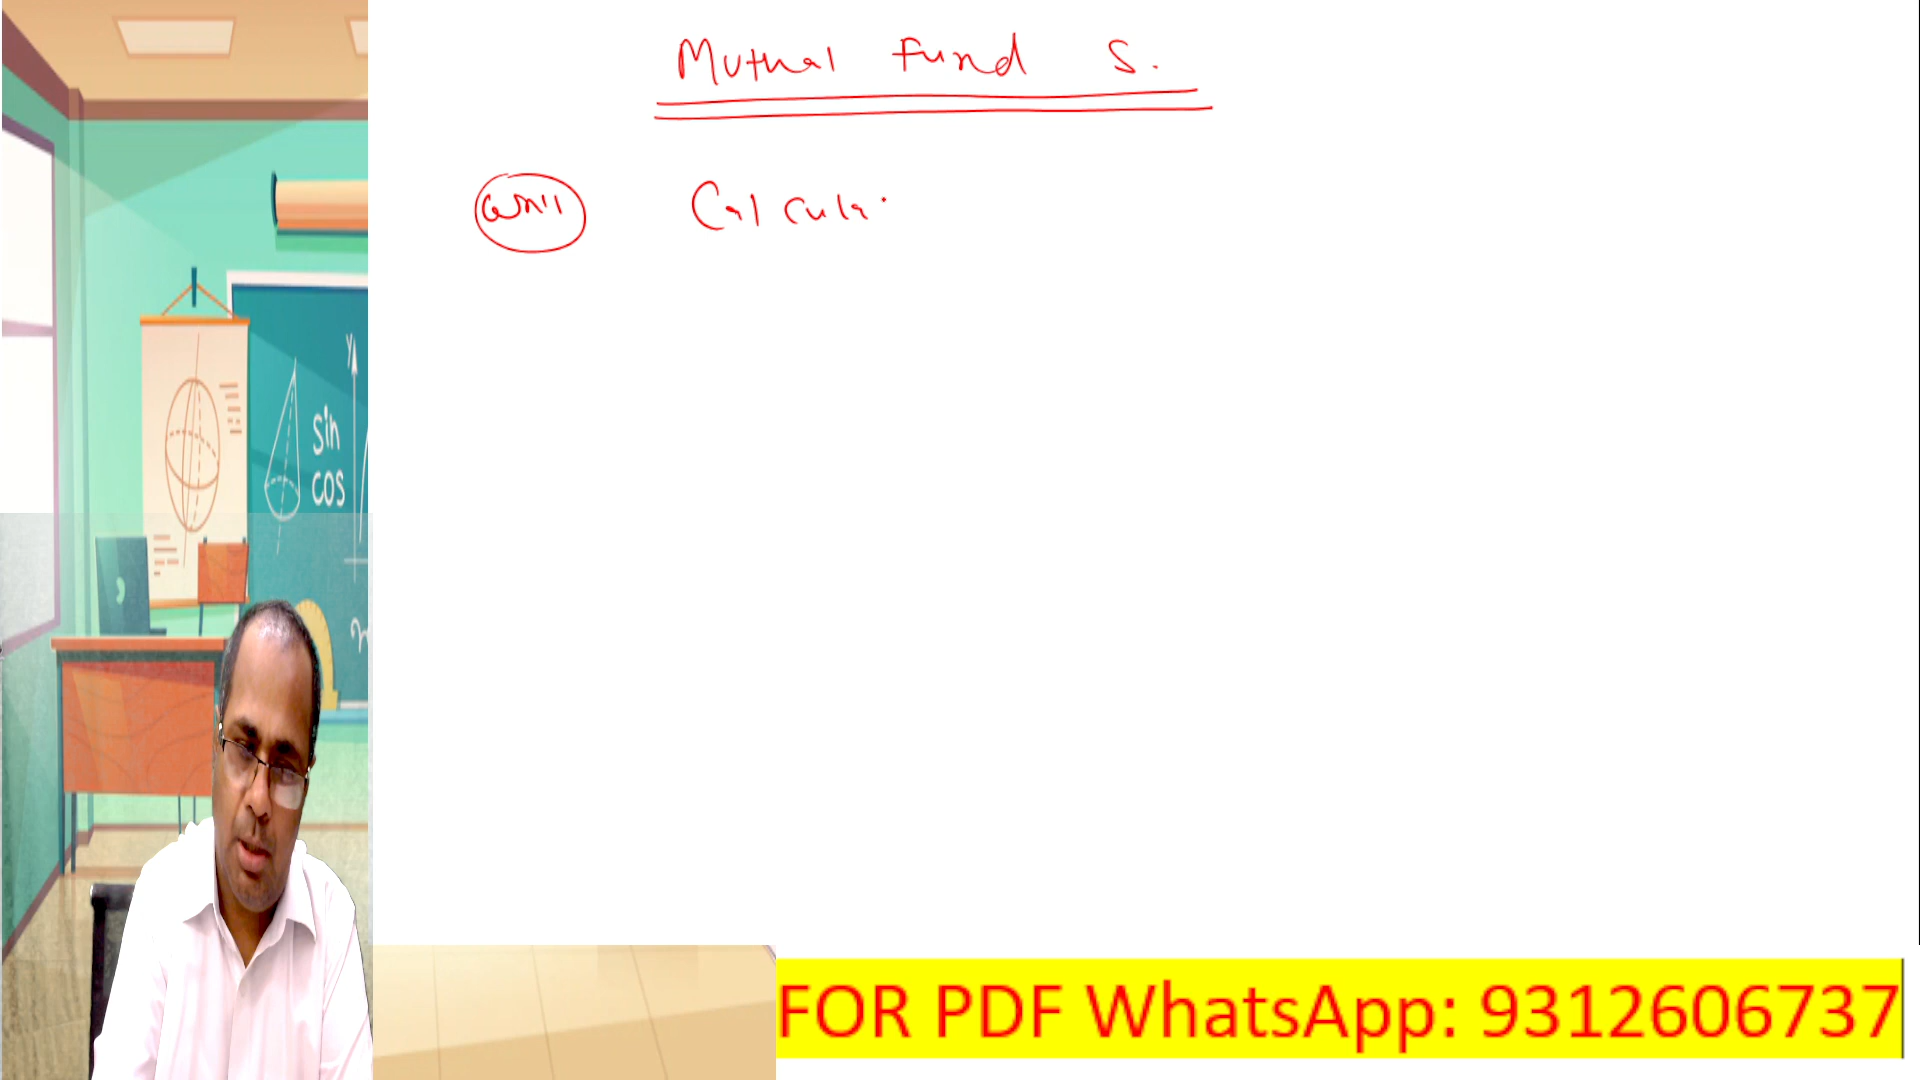 Mutual Fund S.
Calcula
sin
cos
y
FOR PDF WhatsApp: 9312606737